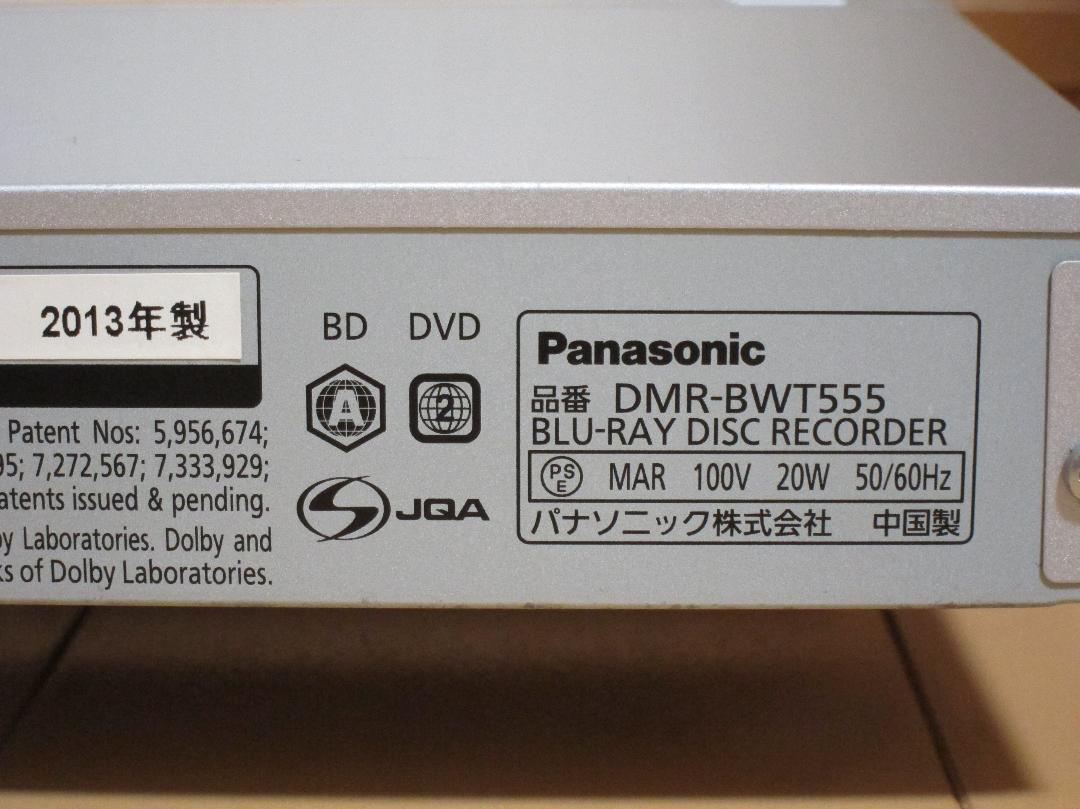 2013年製
Patent Nos: 5,956,674;
95; 7,272,567; 7,333,929;
atents issued & pending.
by Laboratories. Dolby and
ks of Dolby Laboratories.
BD DVD
A 2
S JQA
Panasonic
品番 DMR-BWT555
BLU-RAY DISC RECORDER
PSE MAR 100V 20W 50/60Hz
パナソニック株式会社 中国製